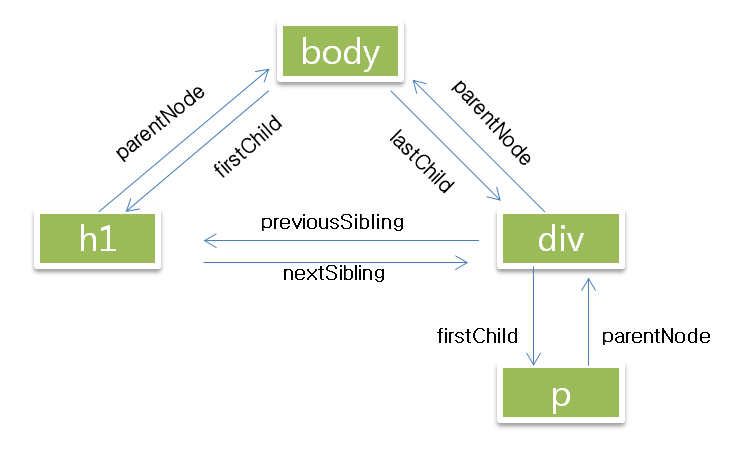 body
parentNode
firstChild
lastChild
parentNode
h1
previousSibling
nextSibling
div
firstChild
parentNode
p